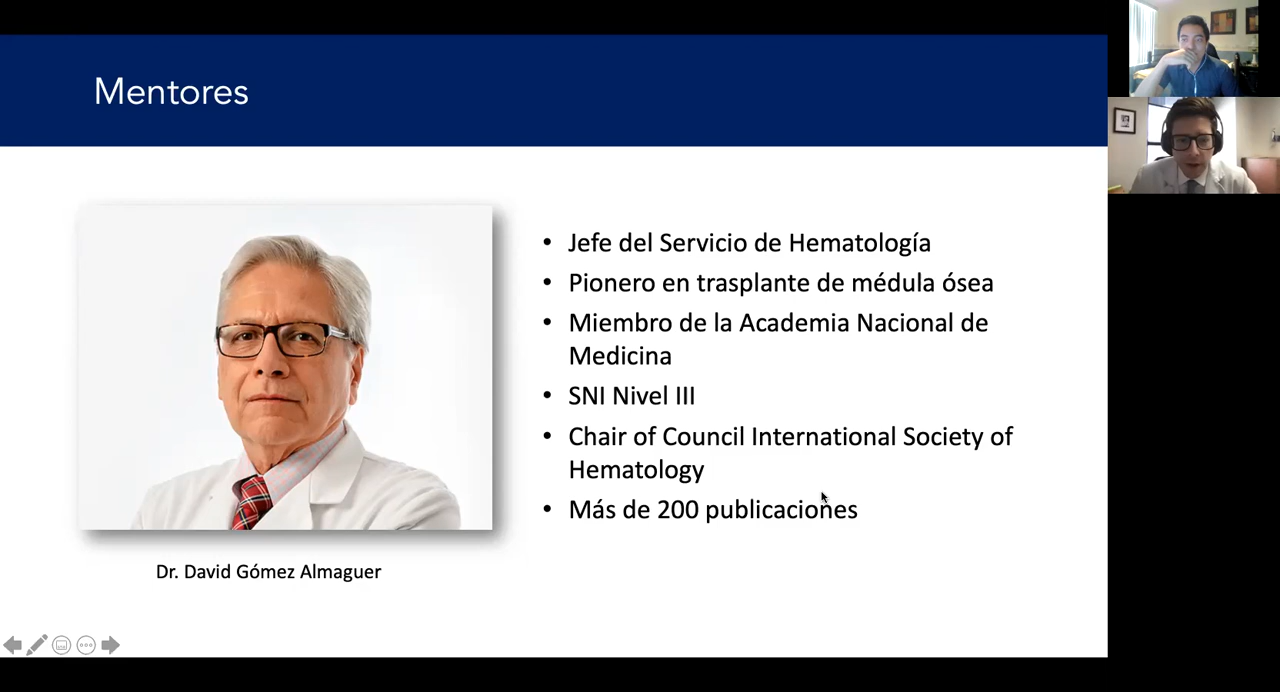 Mentores
• Jefe del Servicio de Hematología
• Pionero en trasplante de médula ósea
• Miembro de la Academia Nacional de
Medicina
• SNI Nivel III
• Chair of Council International Society of
Hematology
• Más de 200 publicaciones
Dr. David Gómez Almaguer